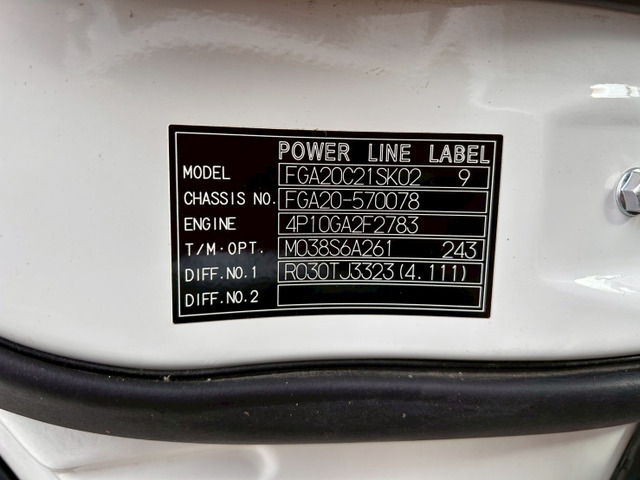 POWER LINE LABEL
MODEL FGA20C21SK02 9
CHASSIS NO. FGA20-570078
ENGINE 4P10GA2F2783
T/M·OPT. M038S6A261 243
DIFF.NO.1 R030TJ3323(4.111)
DIFF.NO.2